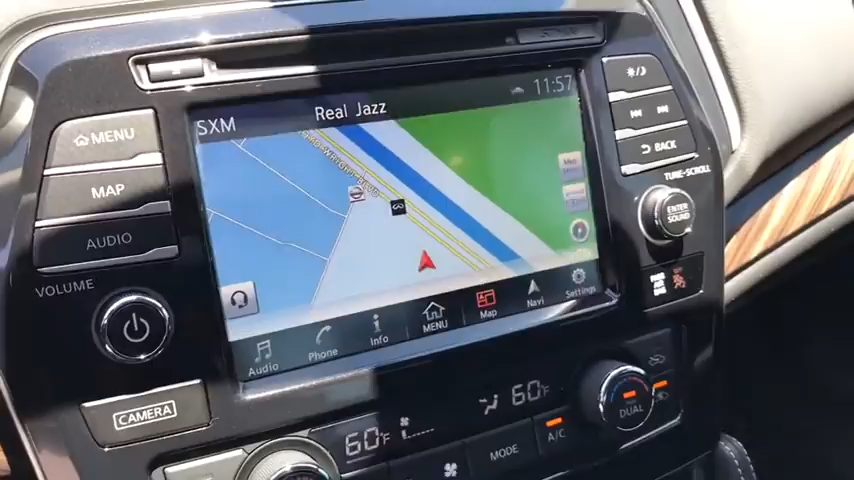 SXM
Real Jazz
11:57
MENU
MAP
AUDIO
VOLUME
CAMERA
BACK
TUNE·SCROLL
ENTER
SOUND
Audio
Phone
Info
MENU
Map
Navi
Settings
60°F
60°F
MODE
A/C
DUAL